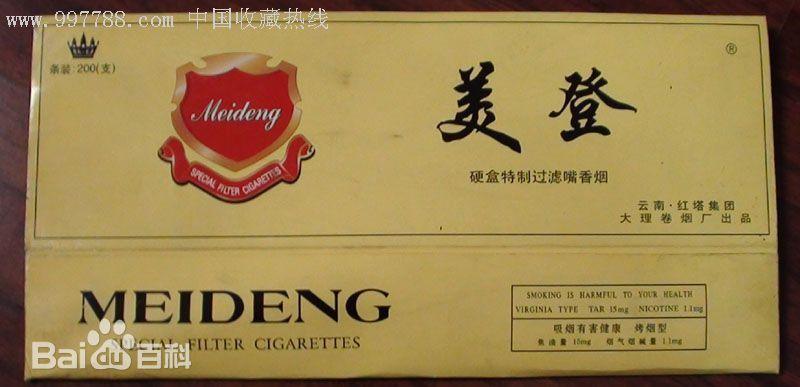 www.997788.com 中国收藏热线
条装:200(支)
Meideng
SPECIAL FILTER CIGARETTES
美登
®
硬盒特制过滤嘴香烟
云南·红塔集团
大理卷烟厂出品
MEIDENG
SPECIAL FILTER CIGARETTES
SMOKING IS HARMFUL TO YOUR HEALTH
VIRGINIA TYPE TAR 15mg NICOTINE 1.1mg
吸烟有害健康 烤烟型
焦油量 15mg 烟气烟碱量 1.1mg
Bai百科